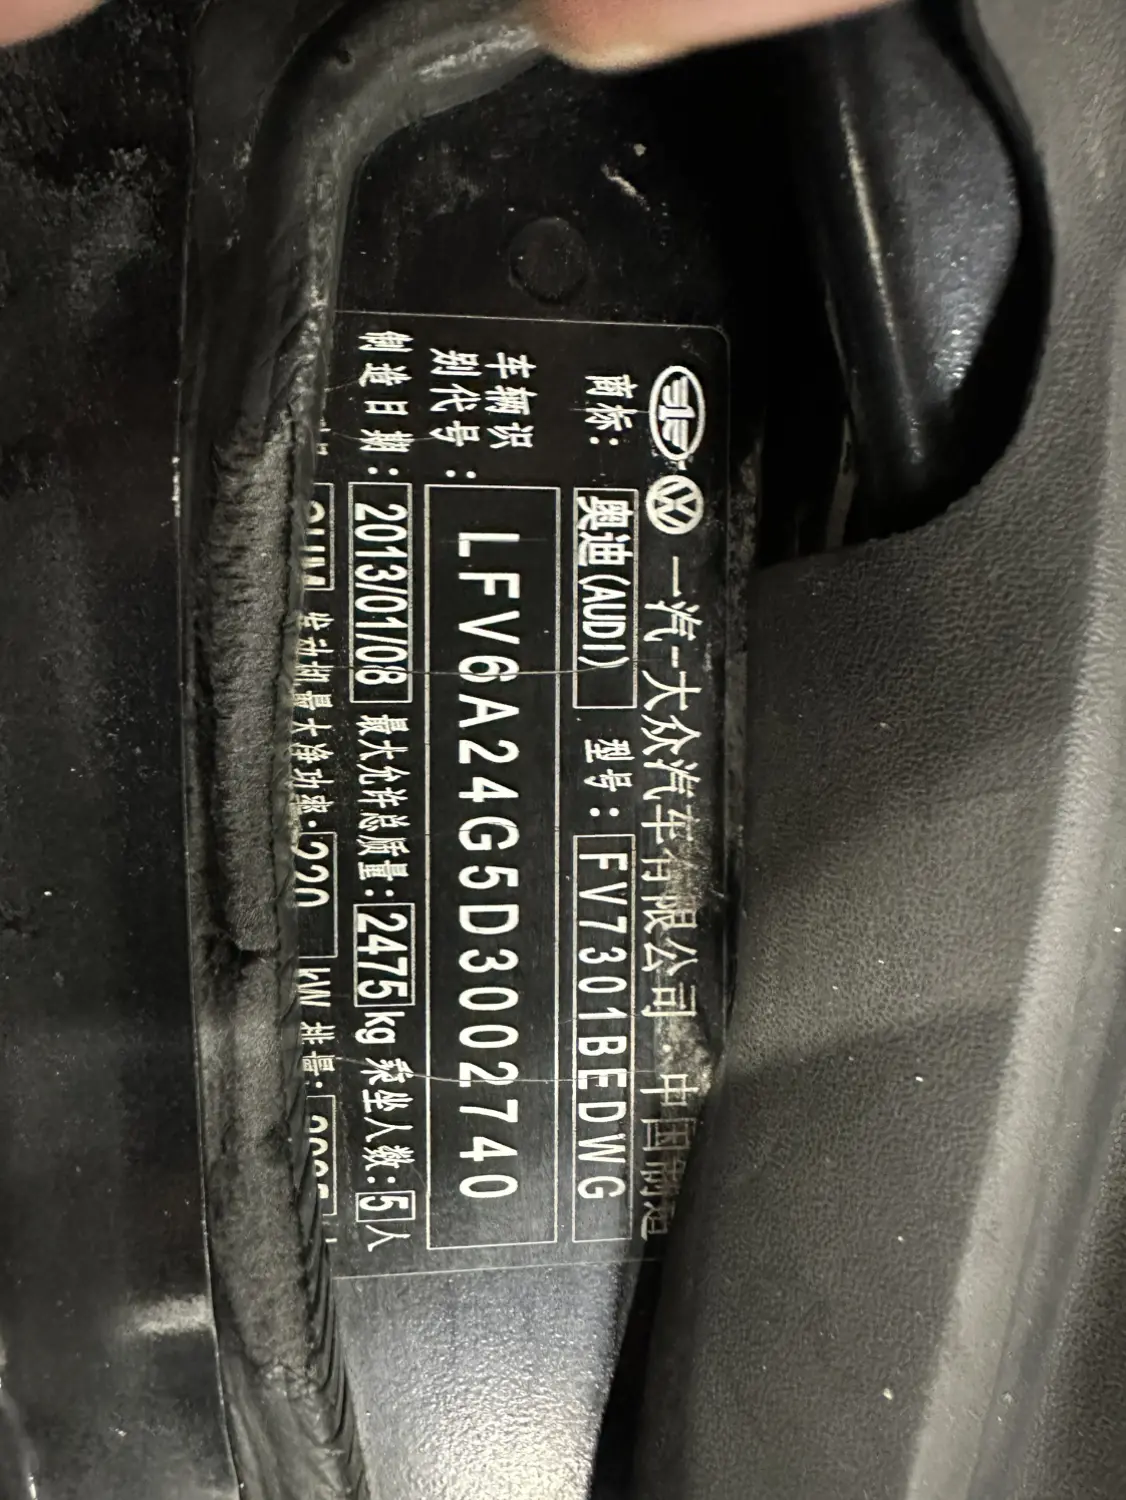 一汽-大众汽车有限公司·中国制造
商标: 奥迪(AUDI) 型号: FV7301BEDWG
车辆识
别代号: LFV6A24G5D3002740
制造日期: 2013/01/08 最大允许总质量: 2475 kg 乘坐人数: 5 人
发动机最大净功率: 220 kW 排量: